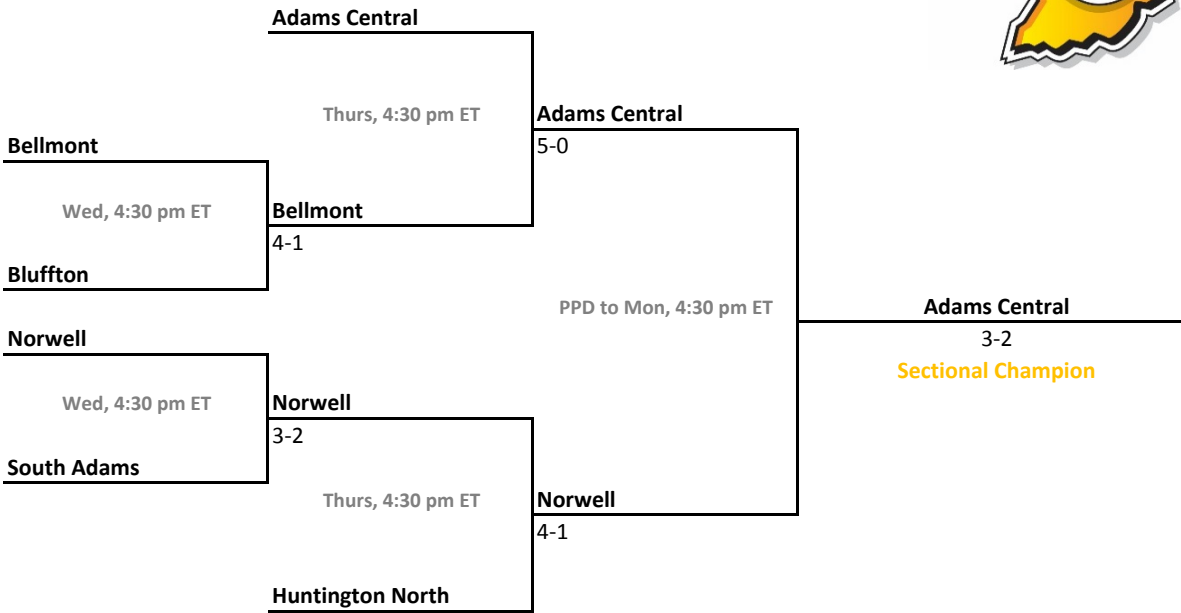 Adams Central
Thurs, 4:30 pm ET
Adams Central
5-0
Bellmont
Wed, 4:30 pm ET
Bellmont
4-1
Bluffton
PPD to Mon, 4:30 pm ET
Adams Central
3-2
Sectional Champion
Norwell
Wed, 4:30 pm ET
Norwell
3-2
South Adams
Thurs, 4:30 pm ET
Norwell
4-1
Huntington North